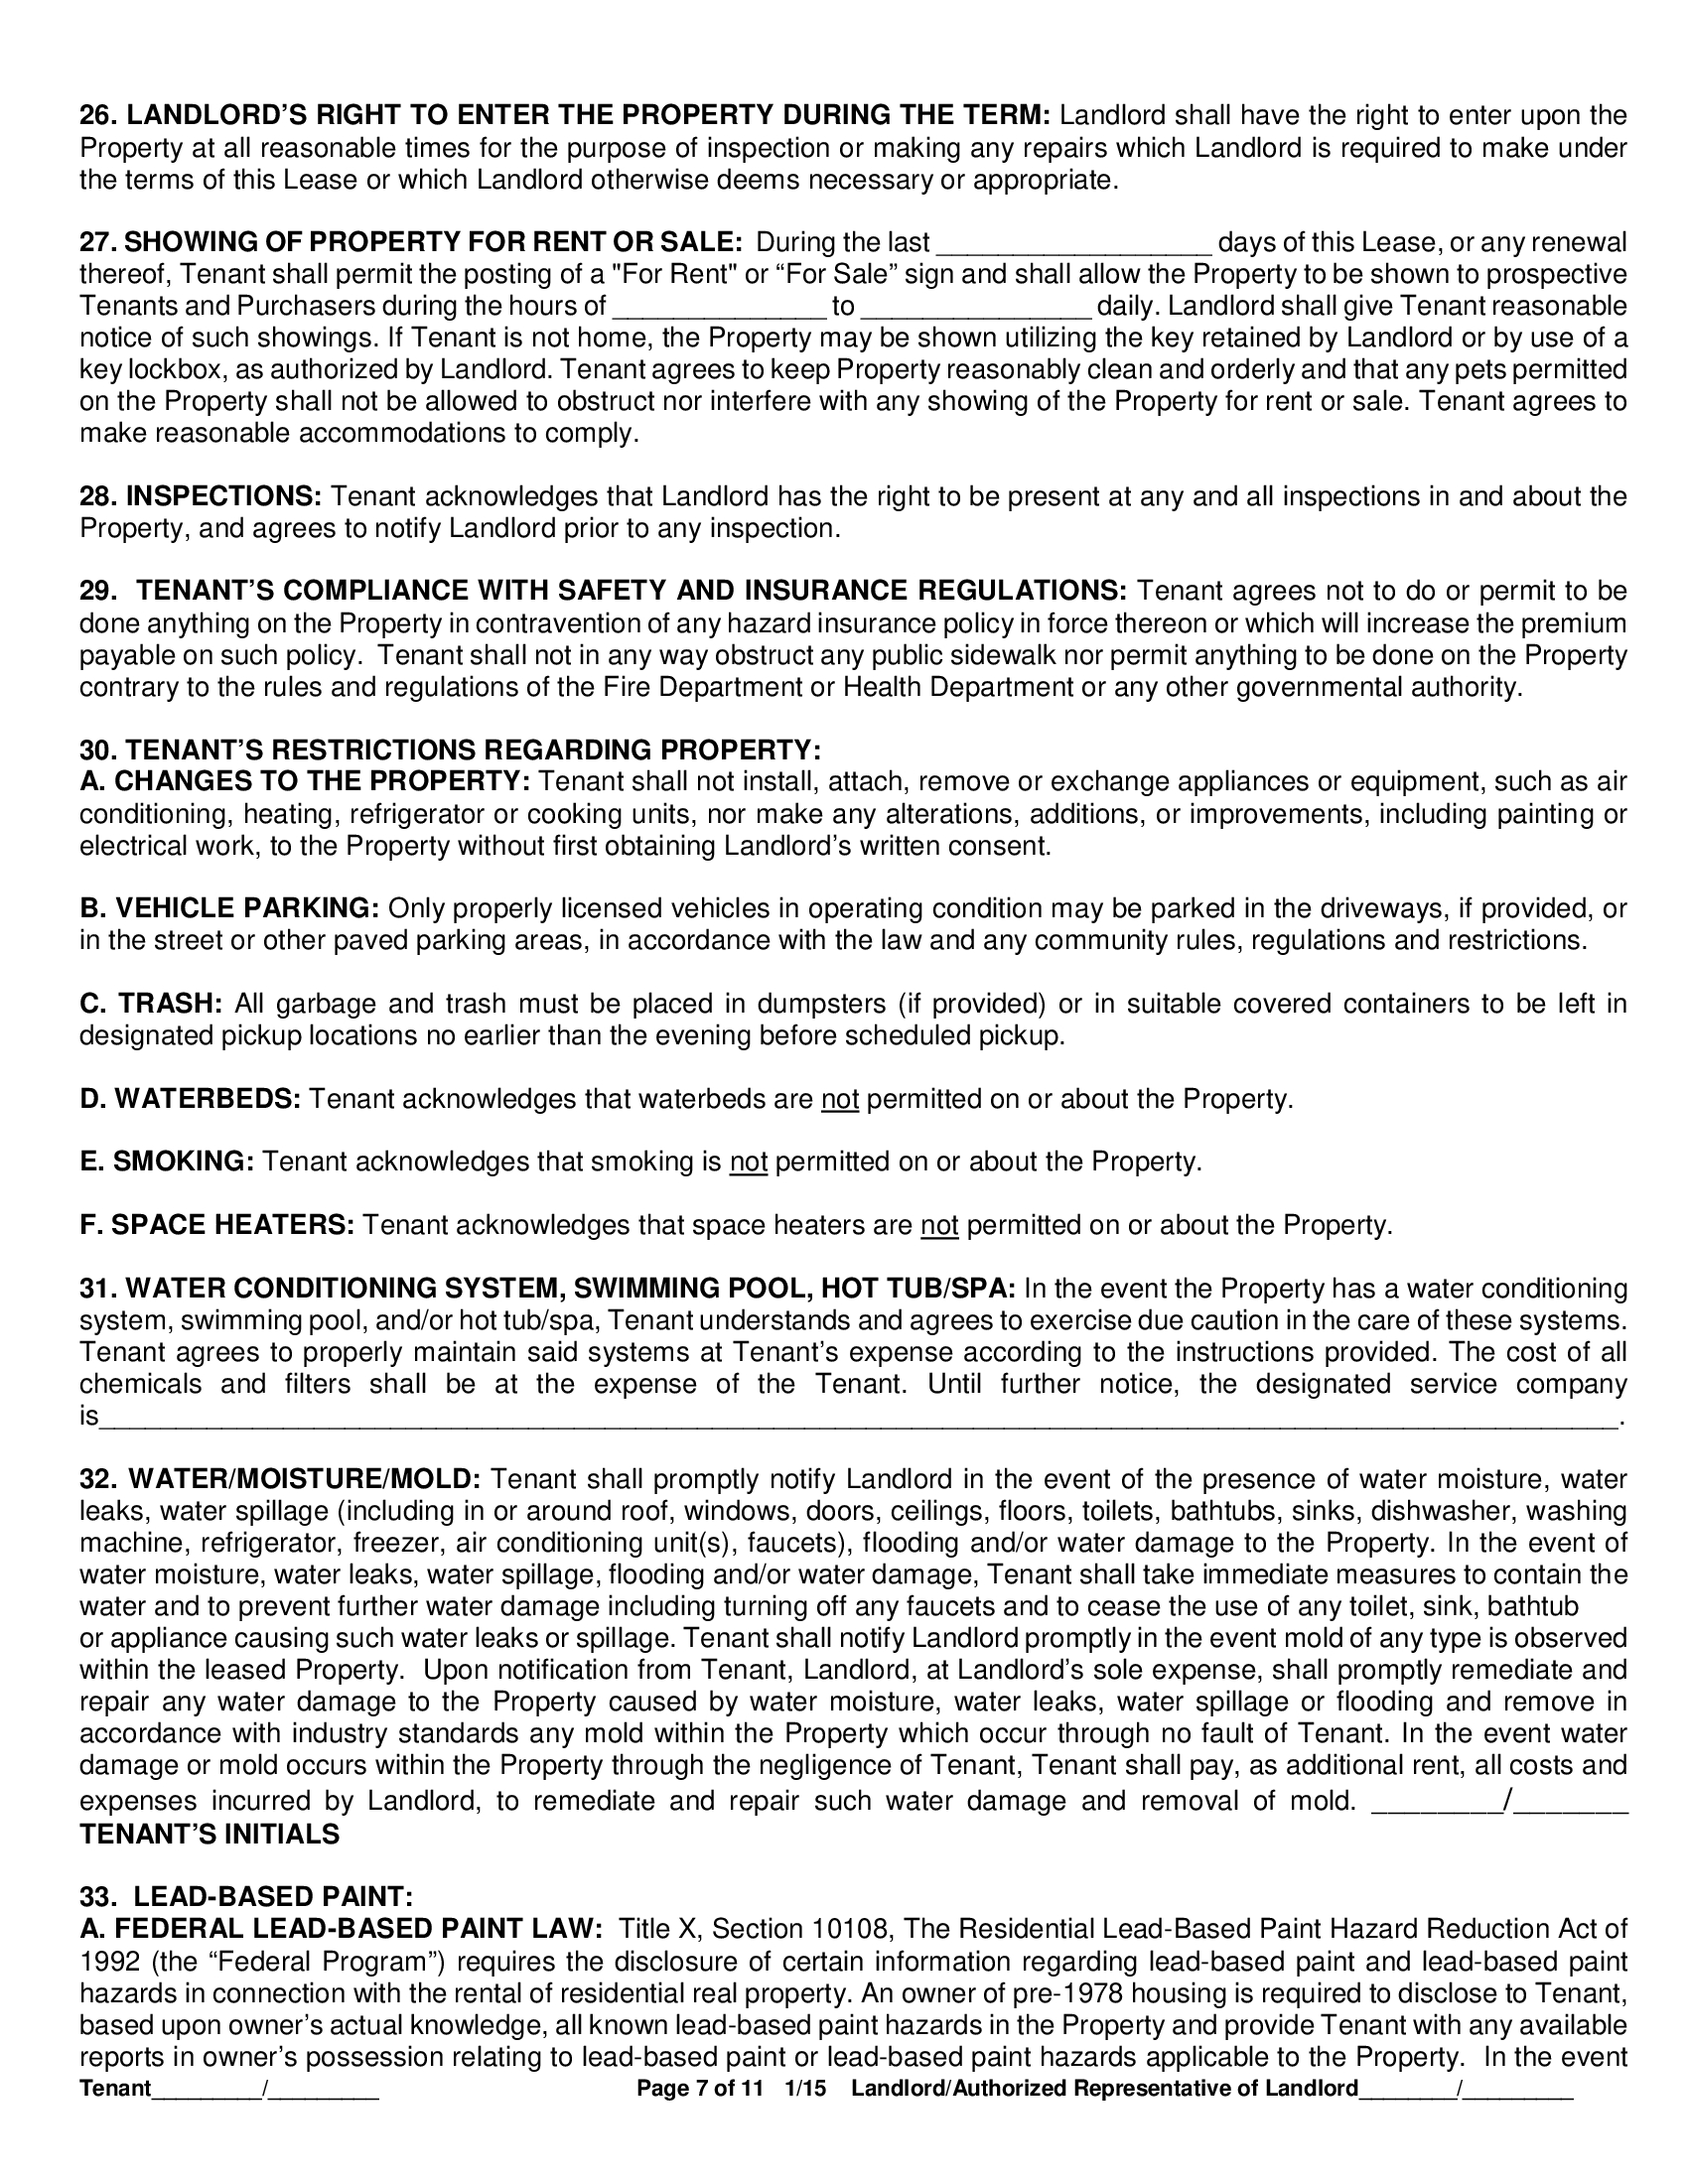 26. LANDLORD’S RIGHT TO ENTER THE PROPERTY DURING THE TERM: Landlord shall have the right to enter upon the
Property at all reasonable times for the purpose of inspection or making any repairs which Landlord is required to make under
the terms of this Lease or which Landlord otherwise deems necessary or appropriate.
27. SHOWING OF PROPERTY FOR RENT OR SALE: During the last __________________ days of this Lease, or any renewal
thereof, Tenant shall permit the posting of a "For Rent" or “For Sale” sign and shall allow the Property to be shown to prospective
Tenants and Purchasers during the hours of ______________ to _______________ daily. Landlord shall give Tenant reasonable
notice of such showings. If Tenant is not home, the Property may be shown utilizing the key retained by Landlord or by use of a
key lockbox, as authorized by Landlord. Tenant agrees to keep Property reasonably clean and orderly and that any pets permitted
on the Property shall not be allowed to obstruct nor interfere with any showing of the Property for rent or sale. Tenant agrees to
make reasonable accommodations to comply.
28. INSPECTIONS: Tenant acknowledges that Landlord has the right to be present at any and all inspections in and about the
Property, and agrees to notify Landlord prior to any inspection.
29. TENANT’S COMPLIANCE WITH SAFETY AND INSURANCE REGULATIONS: Tenant agrees not to do or permit to be
done anything on the Property in contravention of any hazard insurance policy in force thereon or which will increase the premium
payable on such policy. Tenant shall not in any way obstruct any public sidewalk nor permit anything to be done on the Property
contrary to the rules and regulations of the Fire Department or Health Department or any other governmental authority.
30. TENANT’S RESTRICTIONS REGARDING PROPERTY:
A. CHANGES TO THE PROPERTY: Tenant shall not install, attach, remove or exchange appliances or equipment, such as air
conditioning, heating, refrigerator or cooking units, nor make any alterations, additions, or improvements, including painting or
electrical work, to the Property without first obtaining Landlord’s written consent.
B. VEHICLE PARKING: Only properly licensed vehicles in operating condition may be parked in the driveways, if provided, or
in the street or other paved parking areas, in accordance with the law and any community rules, regulations and restrictions.
C. TRASH: All garbage and trash must be placed in dumpsters (if provided) or in suitable covered containers to be left in
designated pickup locations no earlier than the evening before scheduled pickup.
D. WATERBEDS: Tenant acknowledges that waterbeds are not permitted on or about the Property.
E. SMOKING: Tenant acknowledges that smoking is not permitted on or about the Property.
F. SPACE HEATERS: Tenant acknowledges that space heaters are not permitted on or about the Property.
31. WATER CONDITIONING SYSTEM, SWIMMING POOL, HOT TUB/SPA: In the event the Property has a water conditioning
system, swimming pool, and/or hot tub/spa, Tenant understands and agrees to exercise due caution in the care of these systems.
Tenant agrees to properly maintain said systems at Tenant’s expense according to the instructions provided. The cost of all
chemicals and filters shall be at the expense of the Tenant. Until further notice, the designated service company
is____________________________________________________________________________________________________.
32. WATER/MOISTURE/MOLD: Tenant shall promptly notify Landlord in the event of the presence of water moisture, water
leaks, water spillage (including in or around roof, windows, doors, ceilings, floors, toilets, bathtubs, sinks, dishwasher, washing
machine, refrigerator, freezer, air conditioning unit(s), faucets), flooding and/or water damage to the Property. In the event of
water moisture, water leaks, water spillage, flooding and/or water damage, Tenant shall take immediate measures to contain the
water and to prevent further water damage including turning off any faucets and to cease the use of any toilet, sink, bathtub
or appliance causing such water leaks or spillage. Tenant shall notify Landlord promptly in the event mold of any type is observed
within the leased Property. Upon notification from Tenant, Landlord, at Landlord’s sole expense, shall promptly remediate and
repair any water damage to the Property caused by water moisture, water leaks, water spillage or flooding and remove in
accordance with industry standards any mold within the Property which occur through no fault of Tenant. In the event water
damage or mold occurs within the Property through the negligence of Tenant, Tenant shall pay, as additional rent, all costs and
expenses incurred by Landlord, to remediate and repair such water damage and removal of mold. ________/_______
TENANT’S INITIALS
33. LEAD-BASED PAINT:
A. FEDERAL LEAD-BASED PAINT LAW: Title X, Section 10108, The Residential Lead-Based Paint Hazard Reduction Act of
1992 (the “Federal Program”) requires the disclosure of certain information regarding lead-based paint and lead-based paint
hazards in connection with the rental of residential real property. An owner of pre-1978 housing is required to disclose to Tenant,
based upon owner’s actual knowledge, all known lead-based paint hazards in the Property and provide Tenant with any available
reports in owner’s possession relating to lead-based paint or lead-based paint hazards applicable to the Property. In the event
Tenant_________/_________ Page 7 of 11 1/15 Landlord/Authorized Representative of Landlord________/_________